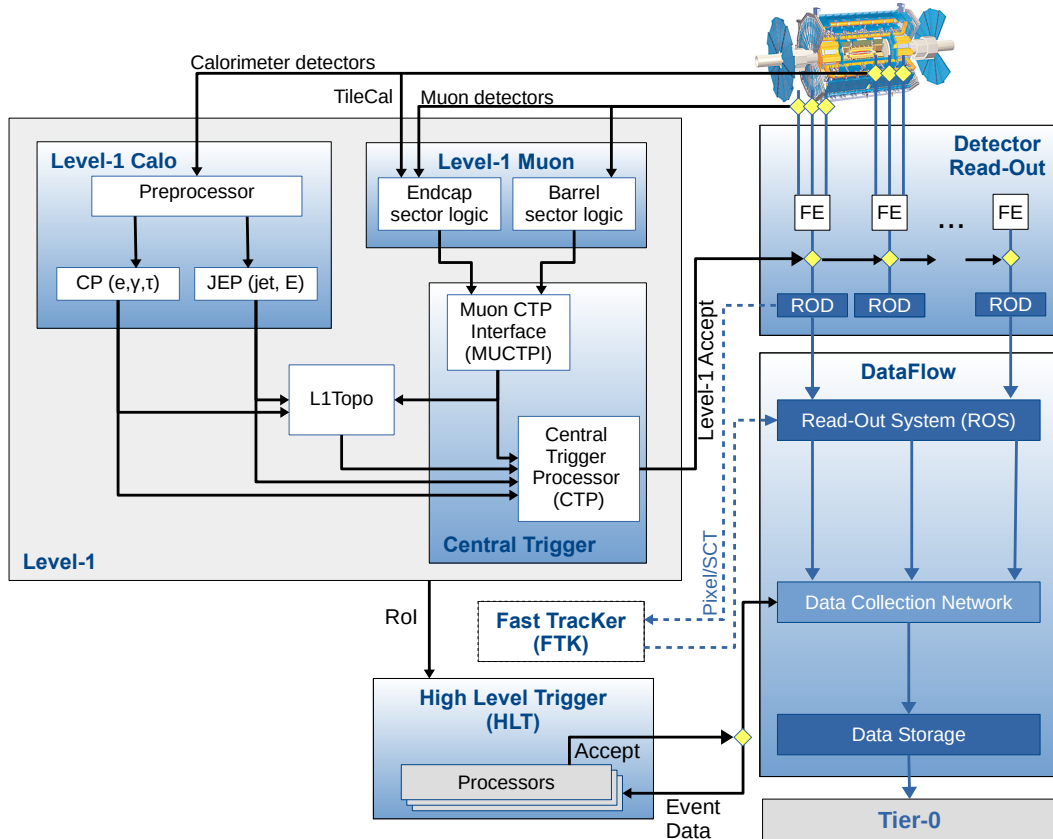 Calorimeter detectors
TileCal
Muon detectors
Level-1 Calo
Preprocessor
CP (e,γ,τ)
JEP (jet, E)
Level-1 Muon
Endcap
sector logic
Barrel
sector logic
Muon CTP
Interface
(MUCTPI)
L1Topo
Central
Trigger
Processor
(CTP)
Central Trigger
Level-1
Level-1 Accept
Detector
Read-Out
FE
FE
...
FE
ROD
ROD
ROD
DataFlow
Read-Out System (ROS)
Data Collection Network
Data Storage
Tier-0
Pixel/SCT
RoI
Fast TracKer
(FTK)
High Level Trigger
(HLT)
Accept
Processors
Event
Data